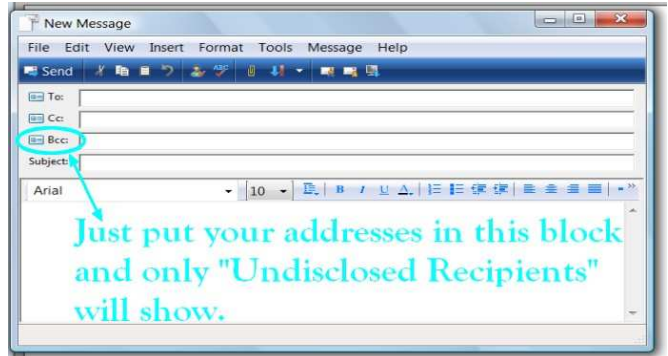 New Message
File Edit View Insert Format Tools Message Help
Send
To:
Cc:
Bcc:
Subject:
Arial 10 B I U A
Just put your addresses in this block
and only "Undisclosed Recipients"
will show.